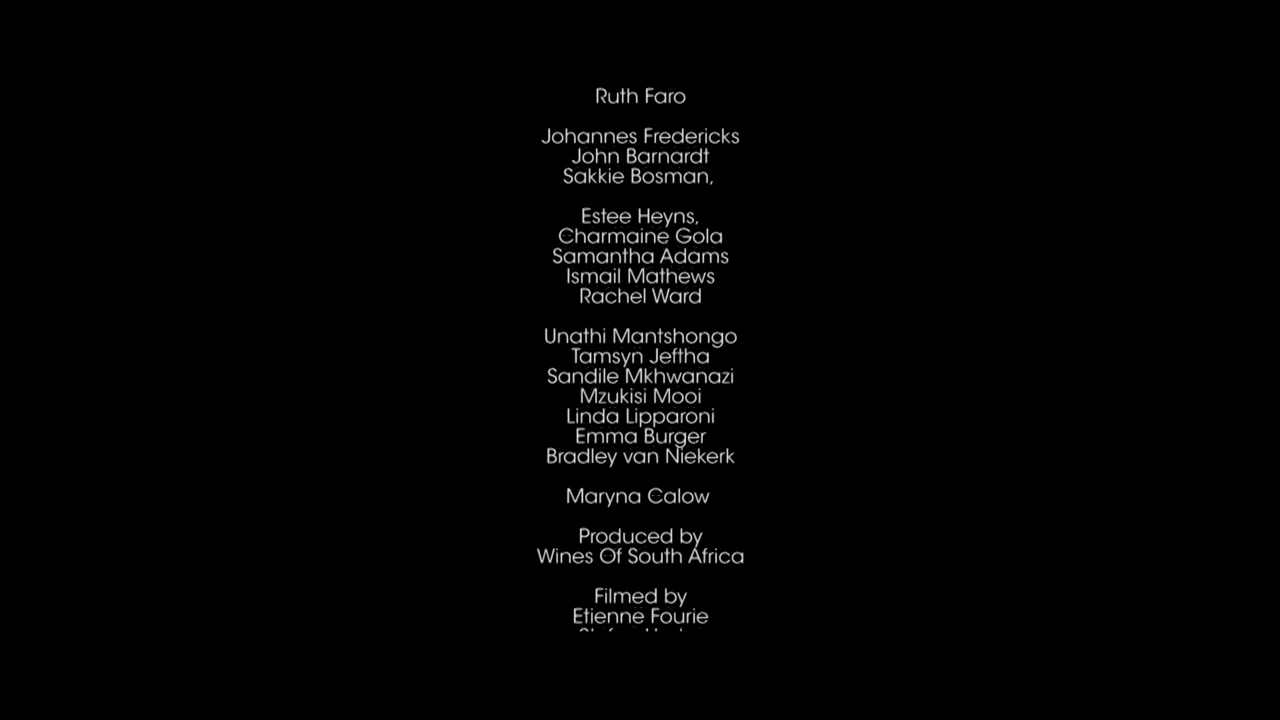 Ruth Faro
Johannes Fredericks
John Barnardt
Sakkie Bosman,
Estee Heyns,
Charmaine Gola
Samantha Adams
Ismail Mathews
Rachel Ward
Unathi Mantshongo
Tamsyn Jeftha
Sandile Mkhwanazi
Mzukisi Mooi
Linda Lipparoni
Emma Burger
Bradley van Niekerk
Maryna Calow
Produced by
Wines Of South Africa
Filmed by
Etienne Fourie